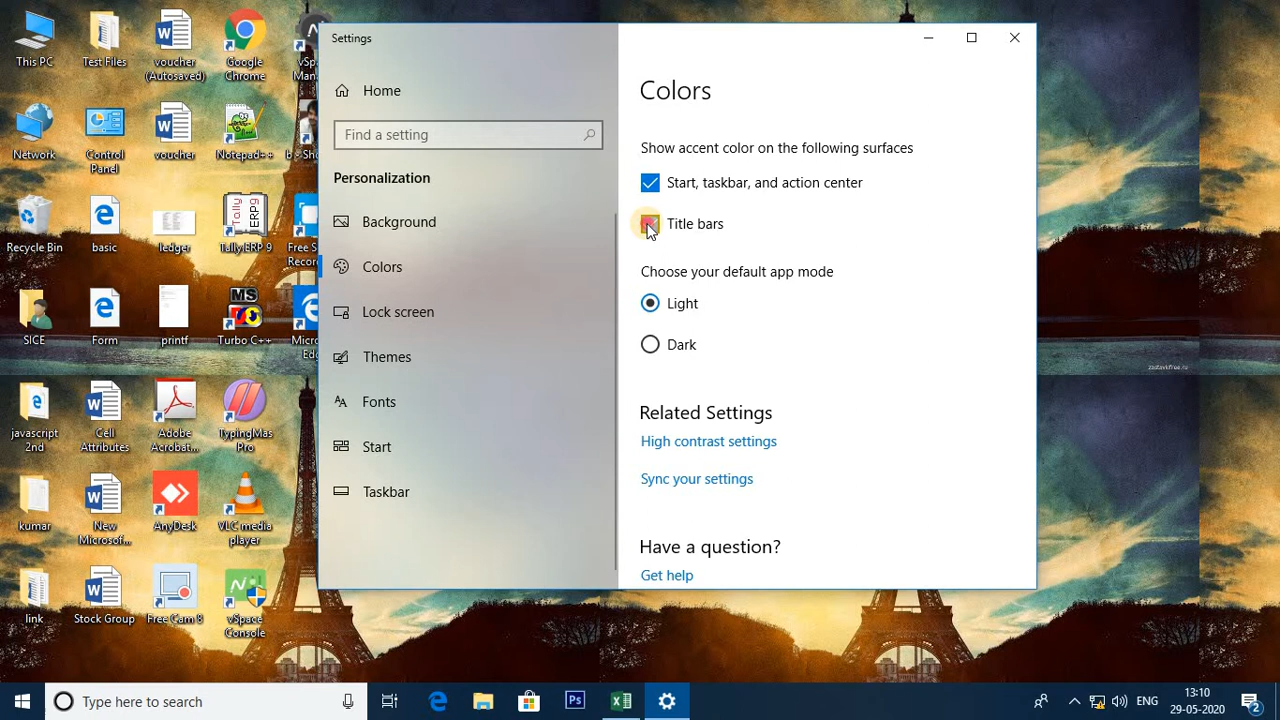 This PC
Test Files
voucher
(Autosaved)
Google
Chrome
Network
Control
Panel
voucher
Notepad++
Recycle Bin
basic
ledger
Tally.ERP 9
SICE
Form
printf
Turbo C++
javascript
2nd
Cell
Attributes
Adobe
Acrobat...
TypingMas
Pro
kumar
New
Microsof...
AnyDesk
VLC media
player
link
Stock Group
Free Cam 8
vSpace
Console
Settings
Home
Find a setting
Personalization
Background
Colors
Lock screen
Themes
Fonts
Start
Taskbar
Colors
Show accent color on the following surfaces
Start, taskbar, and action center
Title bars
Choose your default app mode
Light
Dark
Related Settings
High contrast settings
Sync your settings
Have a question?
Get help
zastavkifree.ru
Type here to search
ENG
13:10
29-05-2020
2